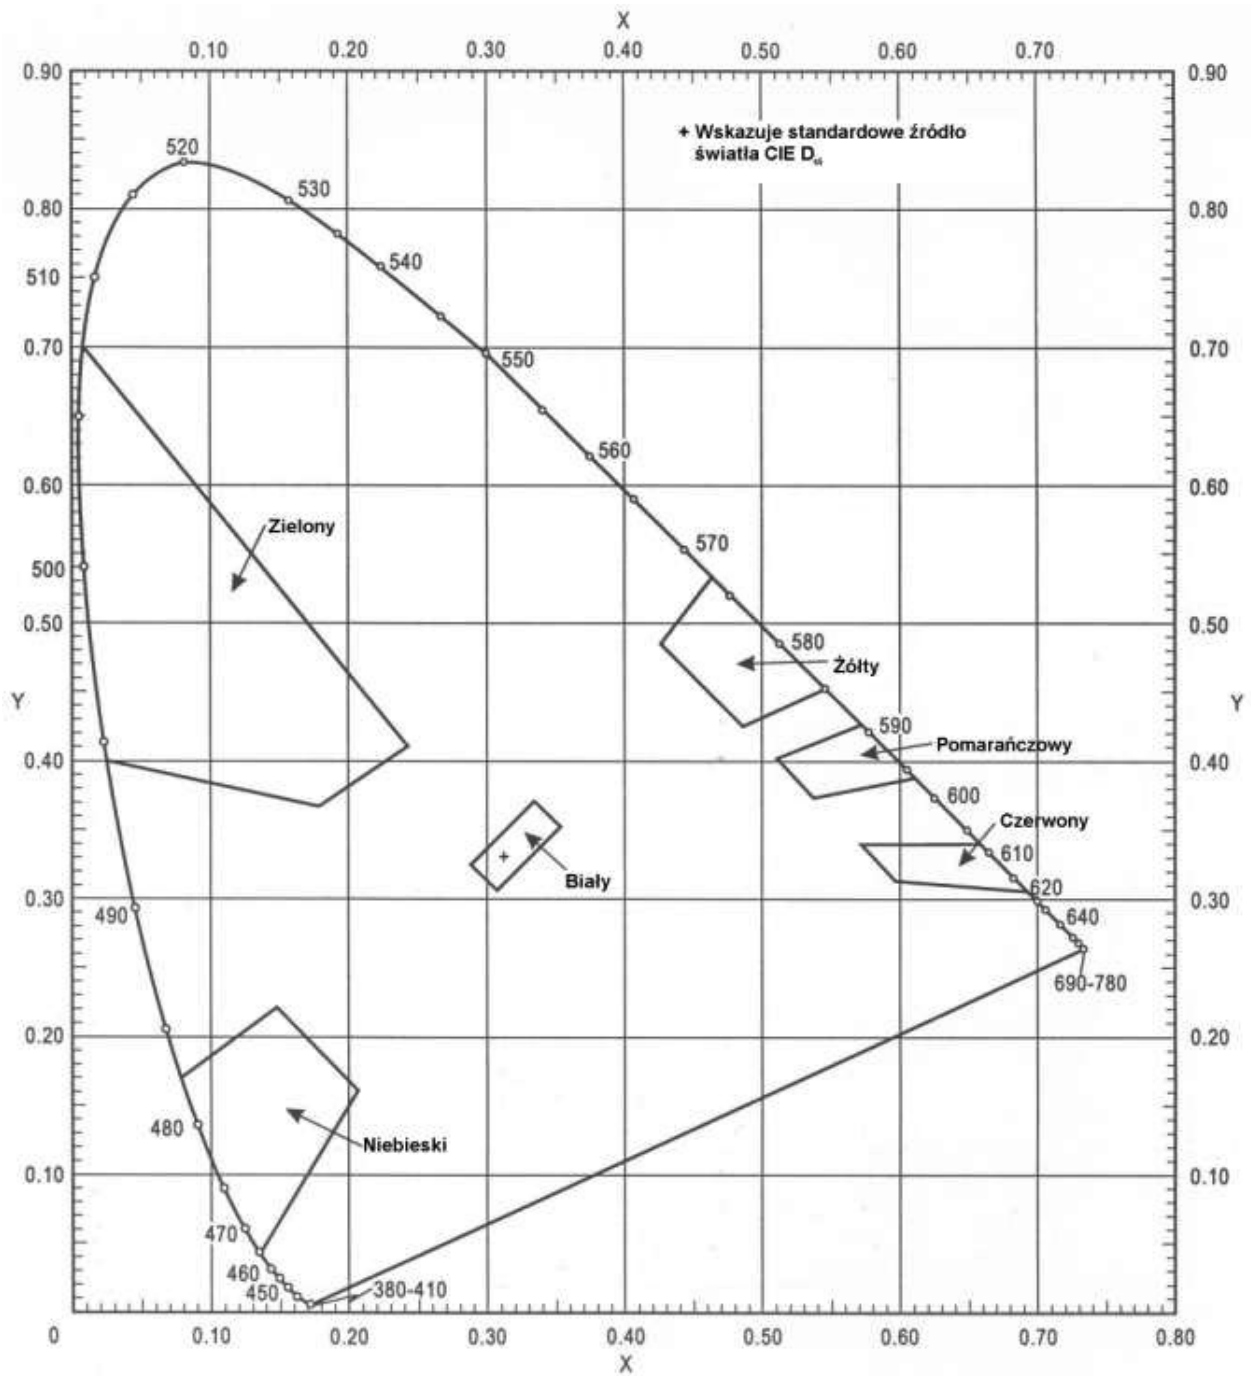 X
0.10 0.20 0.30 0.40 0.50 0.60 0.70
0.90 0.90
+ Wskazuje standardowe źródło
światła CIE D
520
530
0.80 0.80
540
510
0.70 0.70
550
560
0.60 0.60
Zielony
570
500
0.50 0.50
580
Żółty
Y Y
590
Pomarańczowy
0.40 0.40
600
Czerwony
610
Biały
620
0.30 0.30
490 640
690-780
0.20 0.20
480
Niebieski
0.10 0.10
470
460
450 380-410
0 0.10 0.20 0.30 0.40 0.50 0.60 0.70 0.80
X